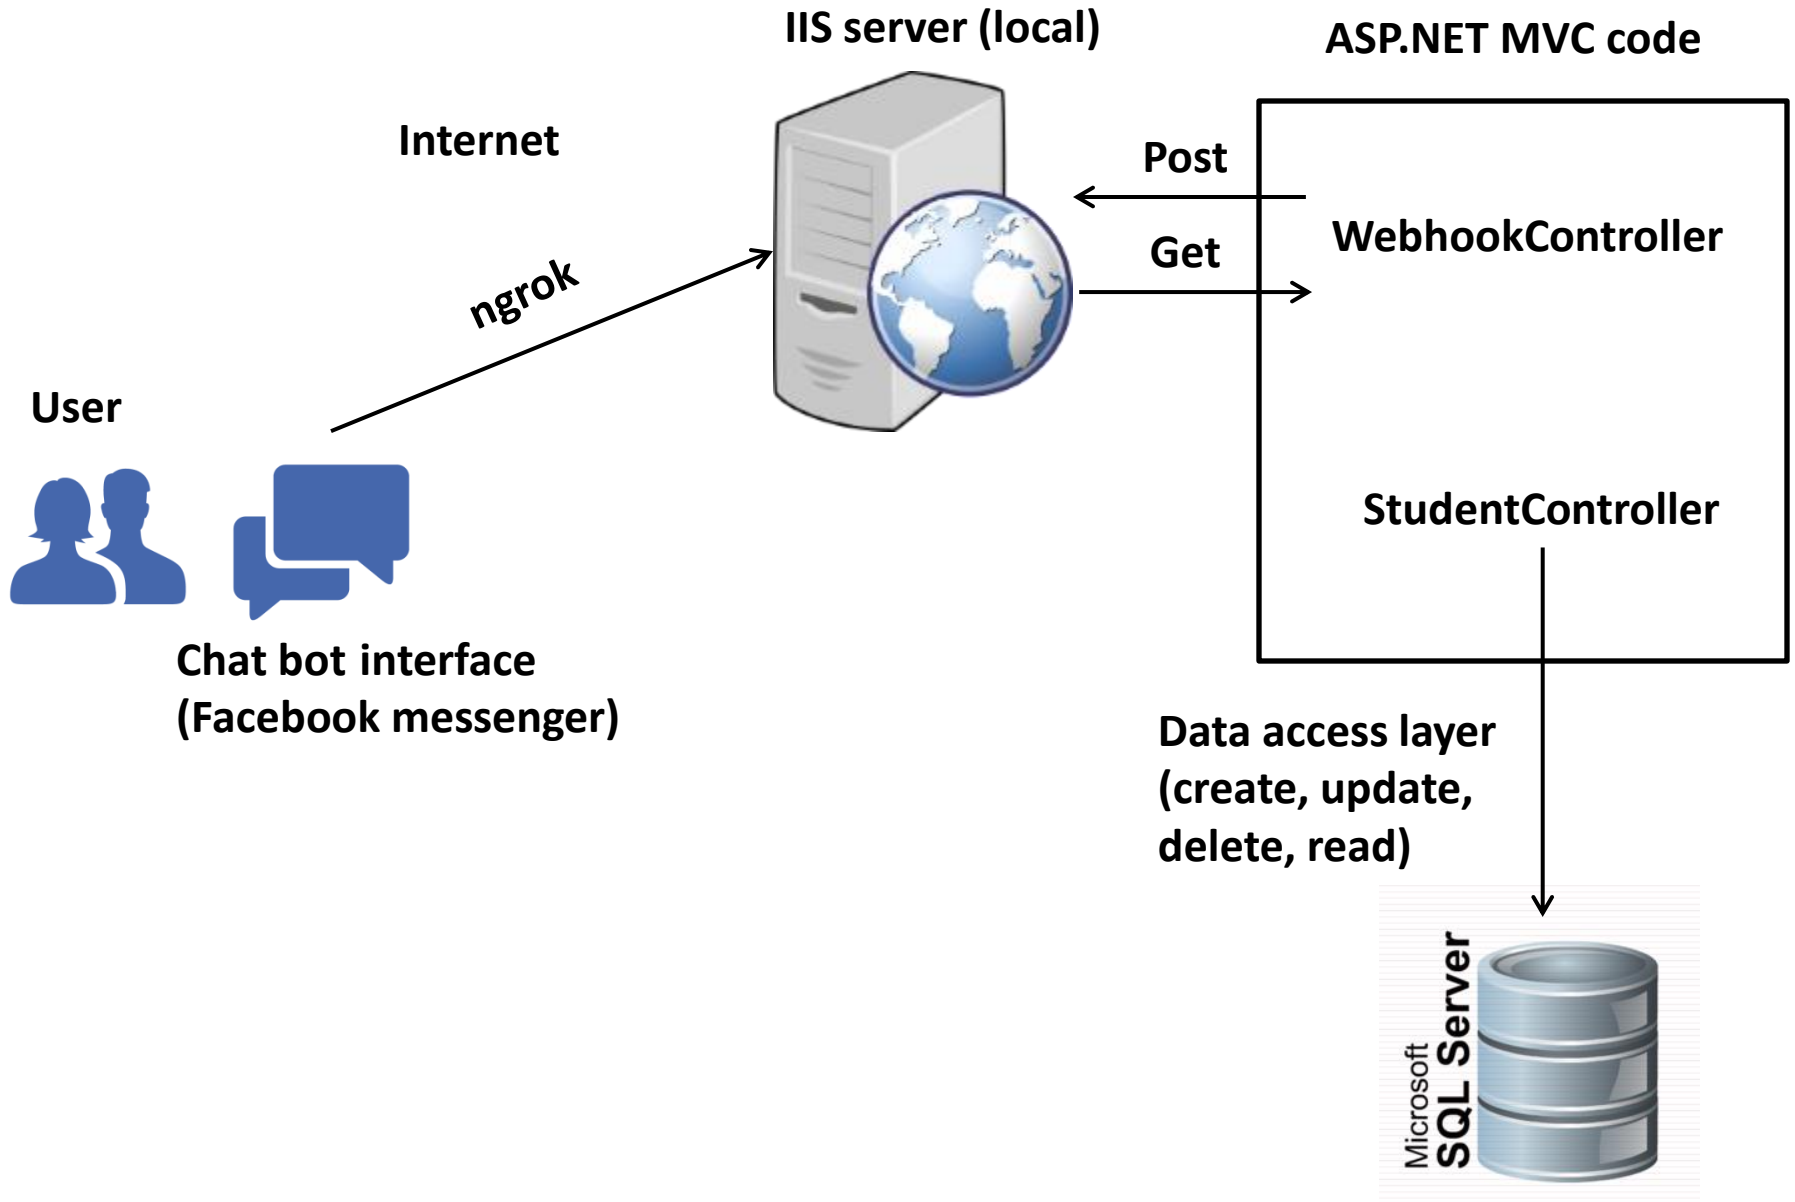 IIS server (local)
ASP.NET MVC code
Internet
Post
WebhookController
Get
ngrok
User
StudentController
Chat bot interface
(Facebook messenger)
Data access layer
(create, update,
delete, read)
Microsoft
SQL Server